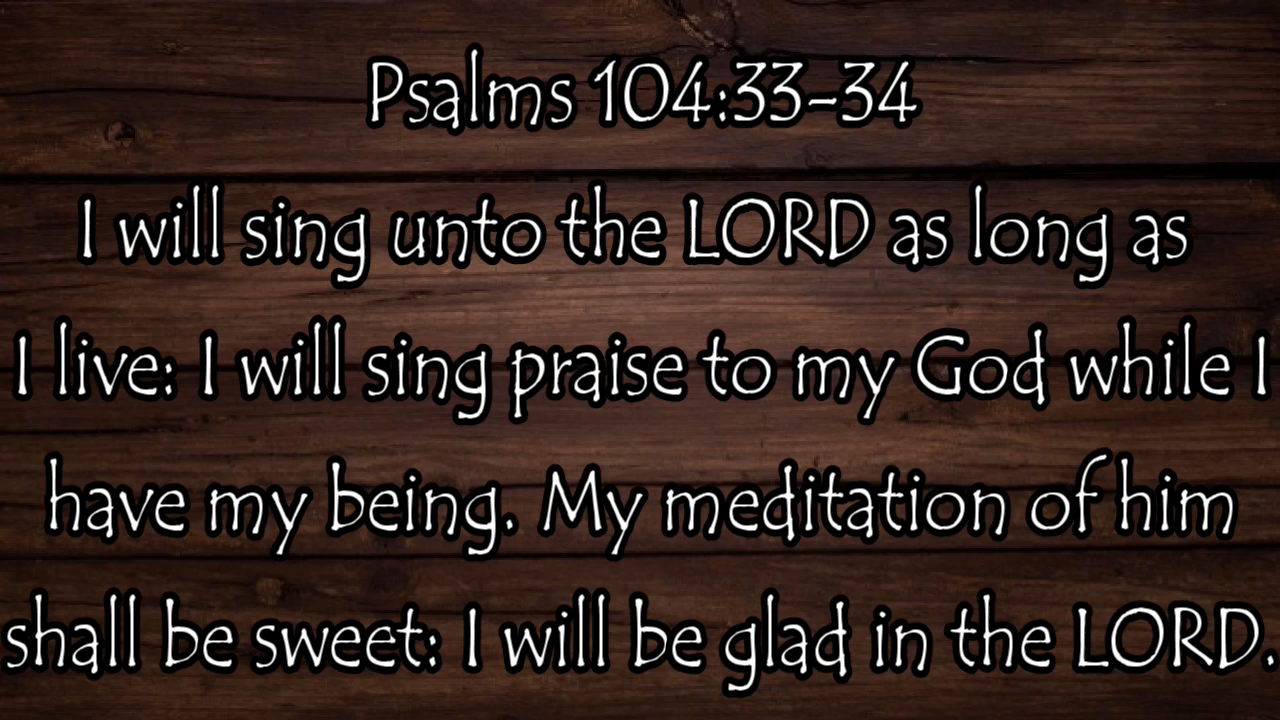 Psalms 104:33-34
I will sing unto the LORD as long as
I live: I will sing praise to my God while I
have my being. My meditation of him
shall be sweet: I will be glad in the LORD.